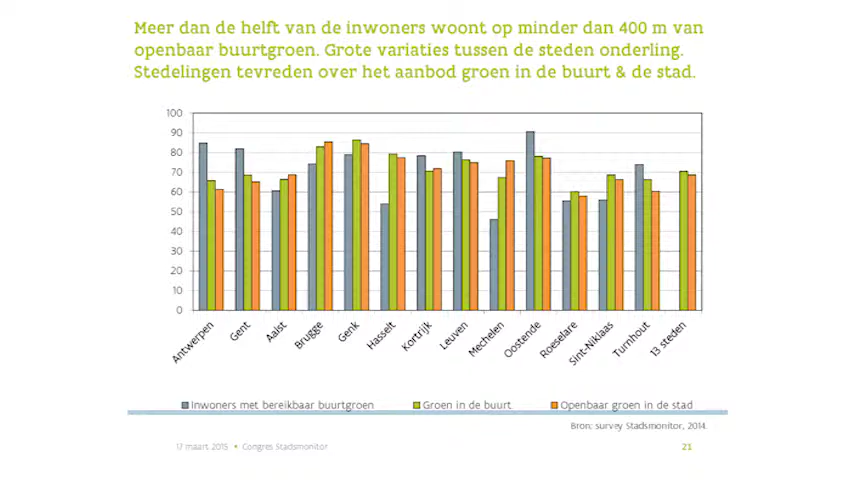 Meer dan de helft van de inwoners woont op minder dan 400 m van
openbaar buurtgroen. Grote variaties tussen de steden onderling.
Stedelingen tevreden over het aanbod groen in de buurt & de stad.
100
90
80
70
60
50
40
30
20
10
0
Antwerpen
Gent
Aalst
Brugge
Genk
Hasselt
Kortrijk
Leuven
Mechelen
Oostende
Roeselare
Sint-Niklaas
Turnhout
13 steden
Inwoners met bereikbaar buurtgroen
Groen in de buurt
Openbaar groen in de stad
Bron: survey Stadsmonitor, 2014.
17 maart 2015 • Congres Stadsmonitor
21